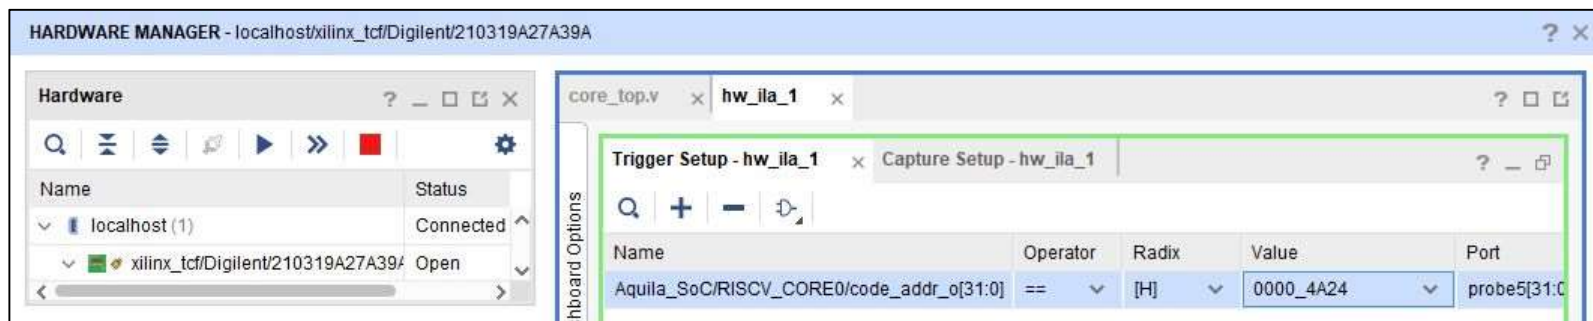 HARDWARE MANAGER - localhost/xilinx_tcf/Digilent/210319A27A39A
Hardware
core_top.v
hw_ila_1
Trigger Setup - hw_ila_1
Capture Setup - hw_ila_1
Name Status
localhost (1) Connected
xilinx_tcf/Digilent/210319A27A39A Open
hboard Options
Name Operator Radix Value Port
Aquila_SoC/RISCV_CORE0/code_addr_o[31:0] == [H] 0000_4A24 probe5[31:0